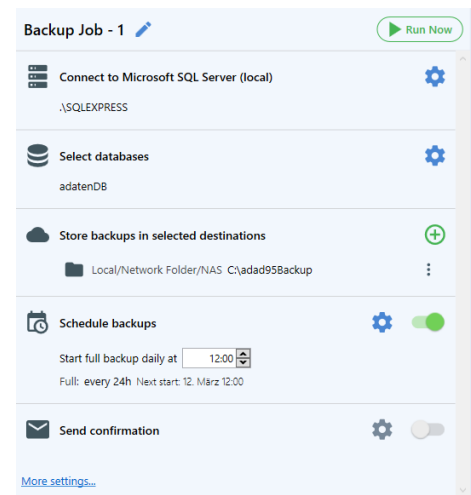 Backup Job - 1
Run Now
Connect to Microsoft SQL Server (local)
.\SQLEXPRESS
Select databases
adatenDB
Store backups in selected destinations
Local/Network Folder/NAS C:\adad95Backup
Schedule backups
Start full backup daily at 12:00
Full: every 24h Next start: 12. März 12:00
Send confirmation
More settings...